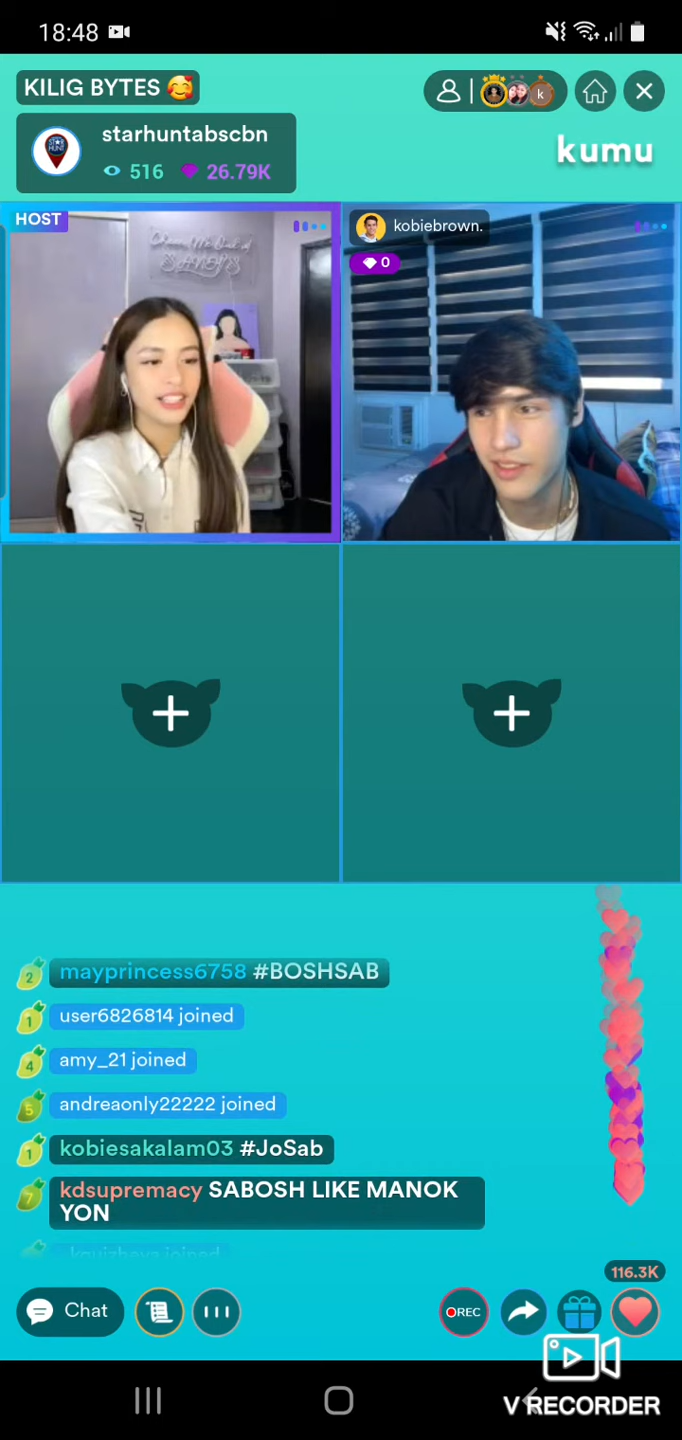 18:48
KILIG BYTES 🥰
starhuntabscbn
516 26.79K
kumu
HOST
kobiebrown.
0
mayprincess6758 #BOSHSAB
user6826814 joined
amy_21 joined
andreaonly22222 joined
kobiesakalam03 #JoSab
kdsupremacy SABOSH LIKE MANOK
YON
joined
116.3K
Chat
REC
V RECORDER